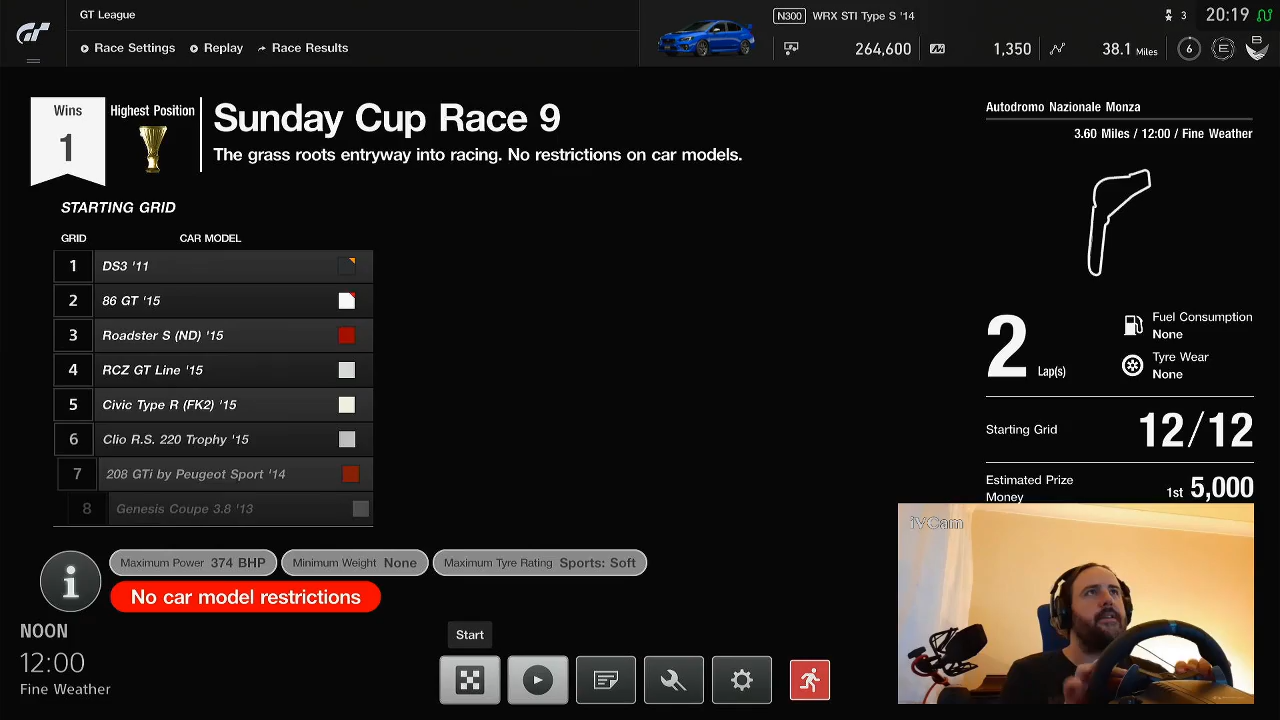 GT League
Race Settings
Replay
Race Results
N300 WRX STI Type S '14
264,600
1,350
38.1 Miles
3
20:19
6
E
B
Wins
1
Highest Position
Sunday Cup Race 9
The grass roots entryway into racing. No restrictions on car models.
STARTING GRID
GRID CAR MODEL
1 DS3 '11
2 86 GT '15
3 Roadster S (ND) '15
4 RCZ GT Line '15
5 Civic Type R (FK2) '15
6 Clio R.S. 220 Trophy '15
7 208 GTi by Peugeot Sport '14
8 Genesis Coupe 3.8 '13
Autodromo Nazionale Monza
3.60 Miles / 12:00 / Fine Weather
2 Lap(s)
Fuel Consumption
None
Tyre Wear
None
Starting Grid 12/12
Estimated Prize
Money
1st 5,000
iVCam
Maximum Power 374 BHP
Minimum Weight None
Maximum Tyre Rating Sports: Soft
No car model restrictions
NOON
12:00
Fine Weather
Start